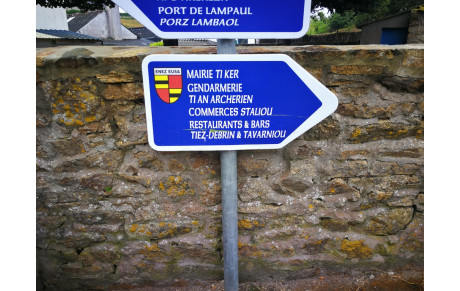 PORT DE LAMPAUL
PORZ LAMBAOL
ENEZ EUSA
MAIRIE TI KER
GENDARMERIE
TI AN ARCHERIEN
COMMERCES STALIOU
RESTAURANTS & BARS
TIEZ-DEBRIN & TAVARNIOU